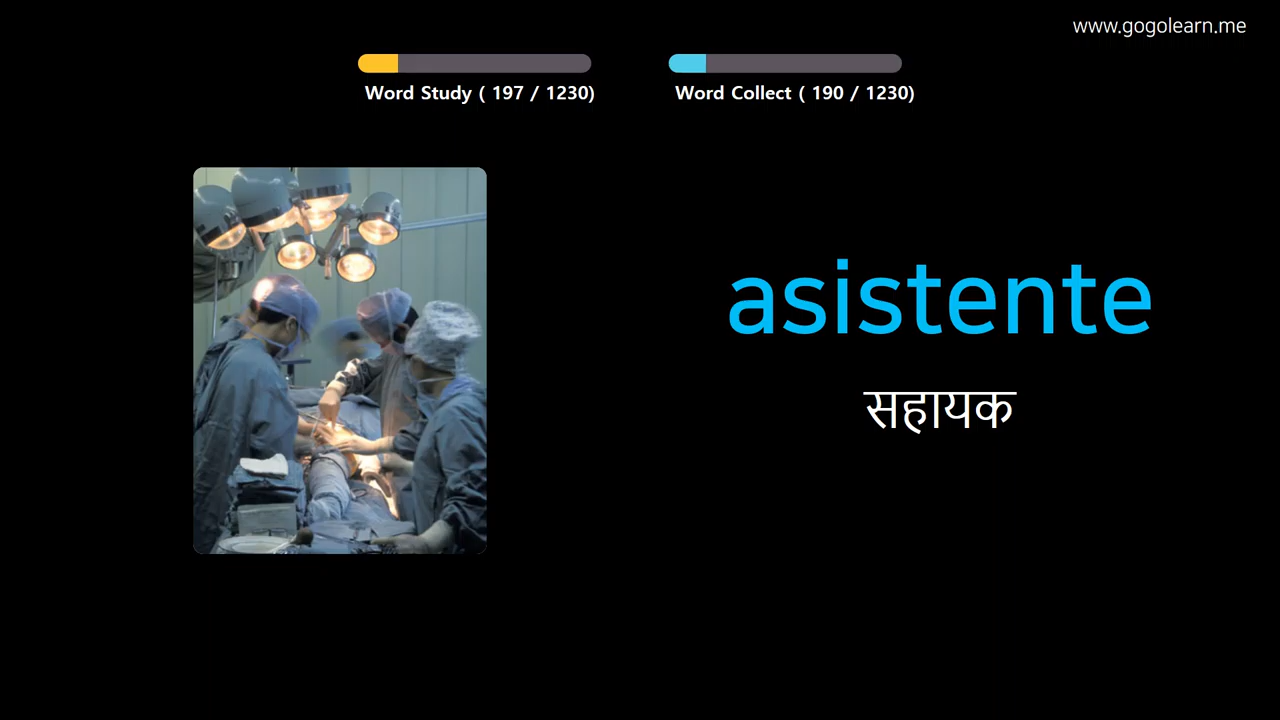 www.gogolearn.me
Word Study ( 197 / 1230)
Word Collect ( 190 / 1230)
asistente
सहायक